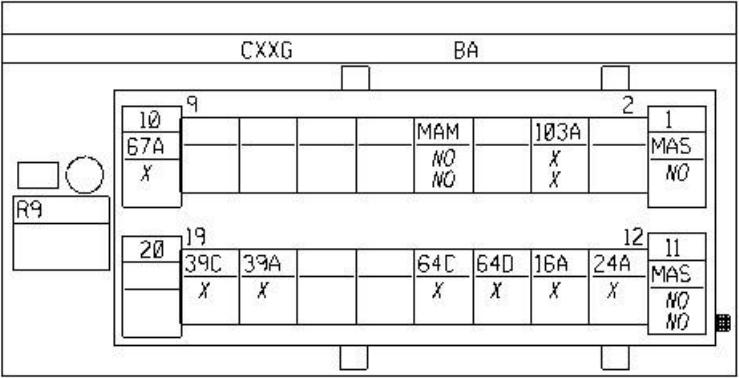 CXXG BA
9 2
10 1
67A MAM 103A MAS
X NO X NO
NO X
R9
19 12
20 11
39C 39A 64C 64D 16A 24A MAS
X X X X X X NO
NO